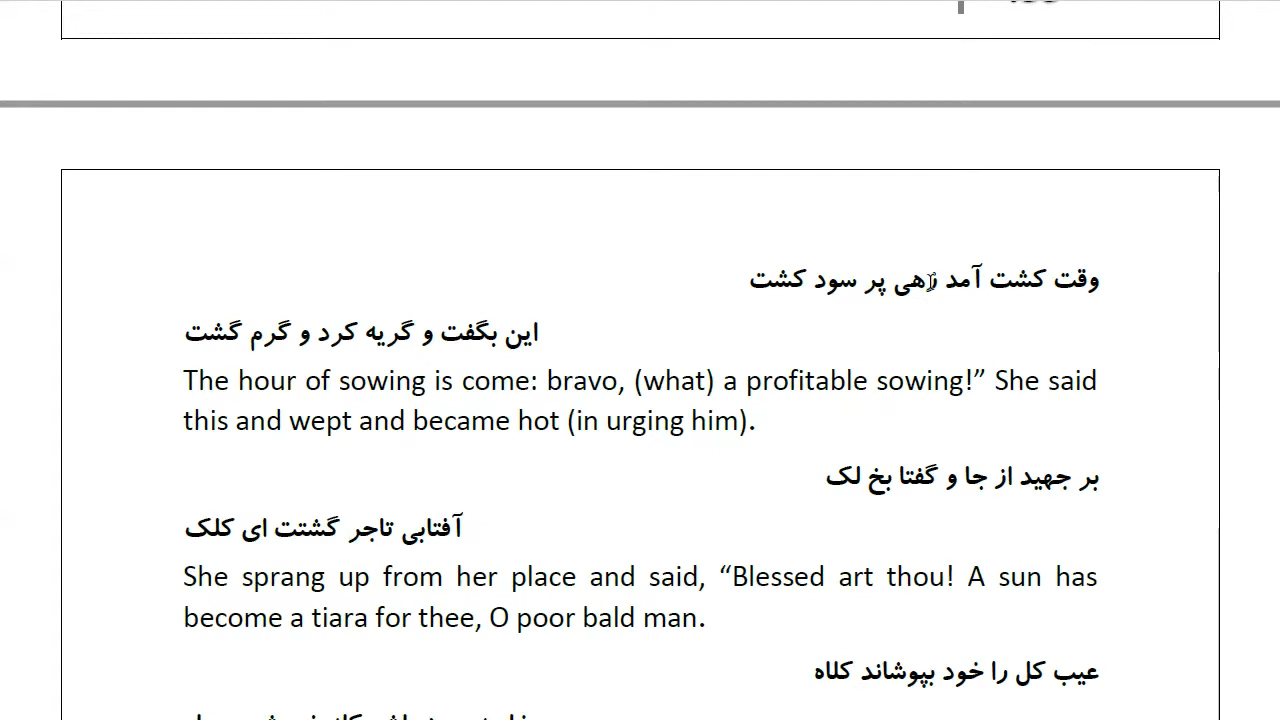 وقت کشت آمد زهی پر سود کشت
این بگفت و گریه کرد و گرم گشت
The hour of sowing is come: bravo, (what) a profitable sowing!” She said
this and wept and became hot (in urging him).
بر جهید از جا و گفتا بخ لک
آفتابی تاجر گشتت ای کلک
She sprang up from her place and said, “Blessed art thou! A sun has
become a tiara for thee, O poor bald man.
عیب کل را خود بپوشاند کلاه